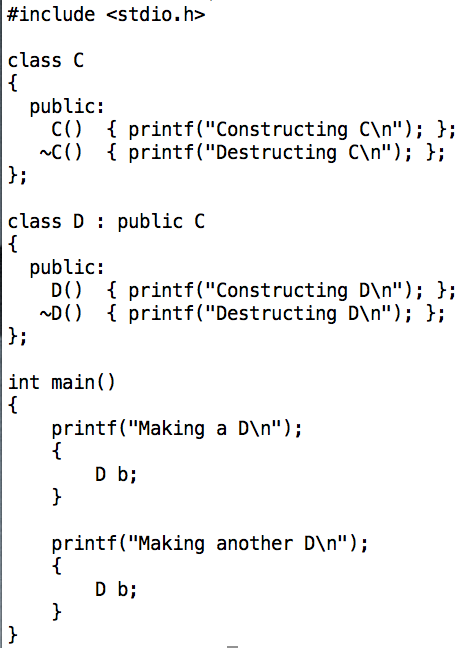 #include <stdio.h>
class C
{
  public:
    C()  { printf("Constructing C\n"); };
   ~C()  { printf("Destructing C\n"); };
};
class D : public C
{
  public:
    D()  { printf("Constructing D\n"); };
   ~D()  { printf("Destructing D\n"); };
};
int main()
{
    printf("Making a D\n");
    {
        D b;
    }
    printf("Making another D\n");
    {
        D b;
    }
}